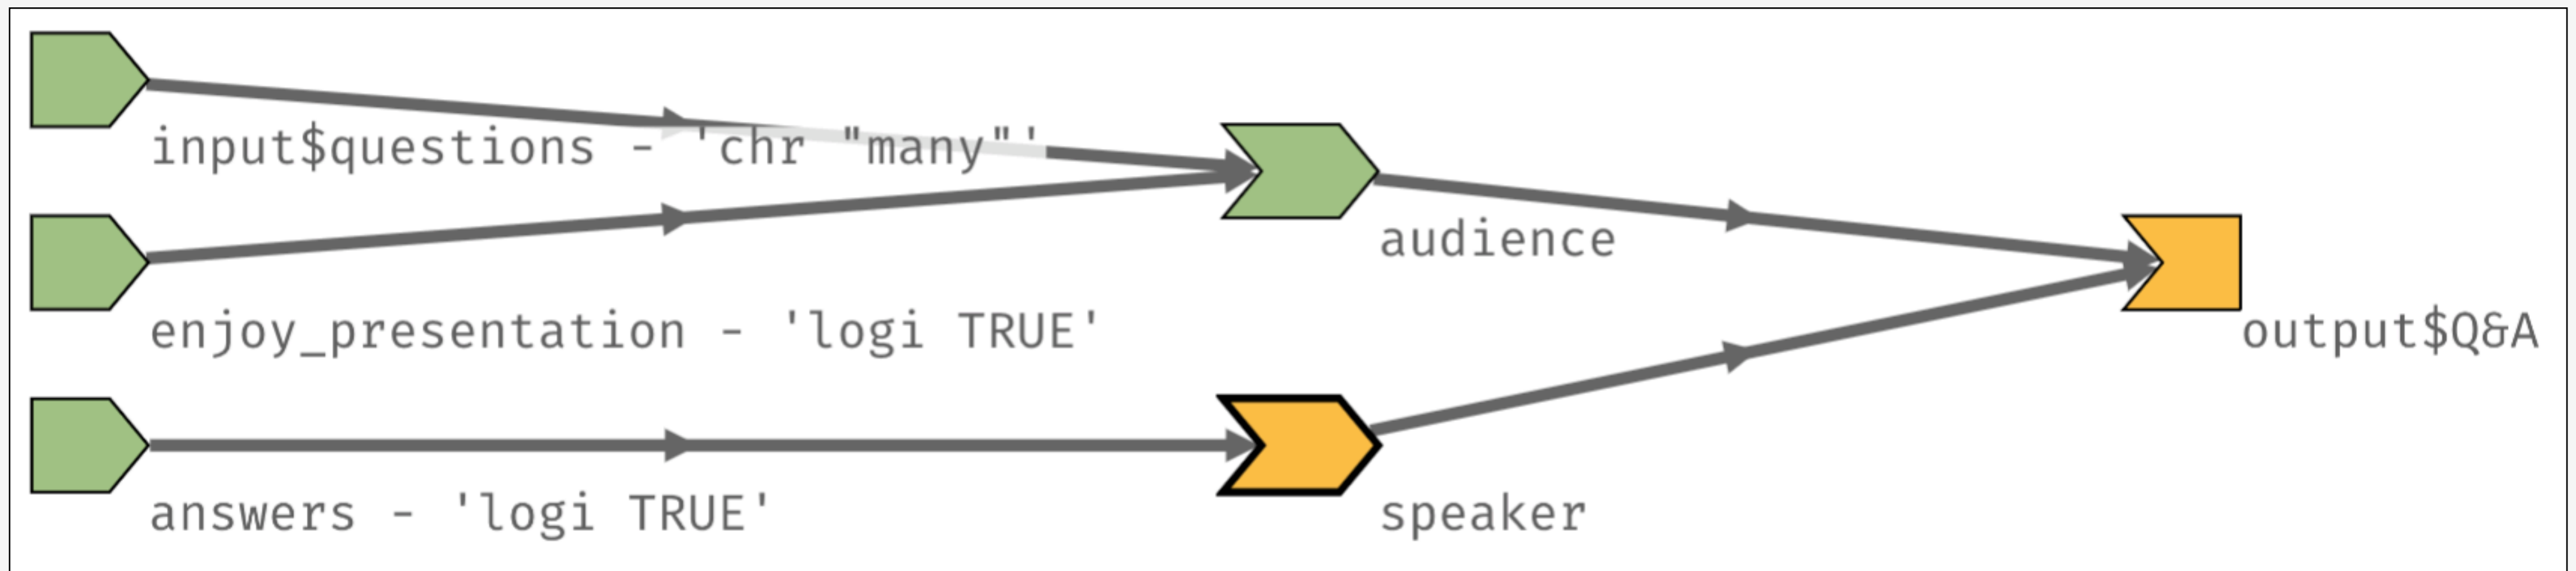 input$questions - 'chr "many"'
audience
enjoy_presentation - 'logi TRUE'
output$Q&A
answers - 'logi TRUE'
speaker